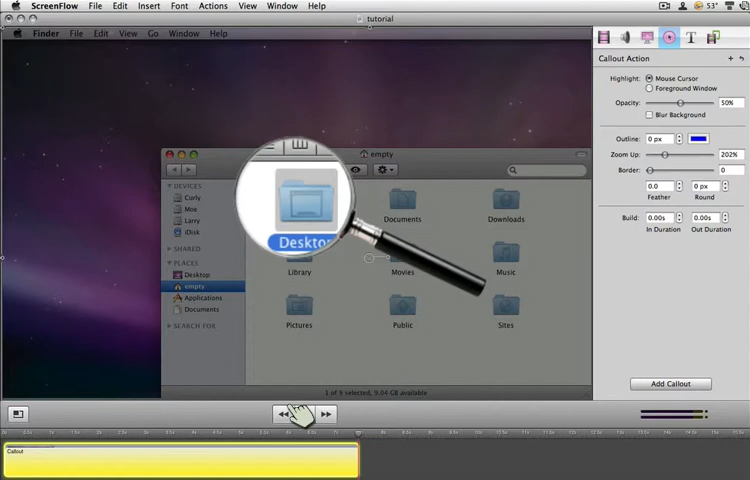 ScreenFlow File Edit Insert Font Actions View Window Help 53°
tutorial
Finder File Edit View Go Window Help
Callout Action
Highlight: Mouse Cursor
Foreground Window
Opacity: 50%
Blur Background
Outline: 0 px
Zoom Up: 202%
Border: 0
0.0 0 px
Feather Round
Build: 0.00s 0.00s
In Duration Out Duration
Add Callout
empty
DEVICES
Curly
Moe
Larry
iDisk
SHARED
PLACES
Desktop
empty
Applications
Documents
SEARCH FOR
Desktop
Documents
Downloads
Library
Movies
Music
Pictures
Public
Sites
1 of 9 selected, 9.04 GB available
Callout